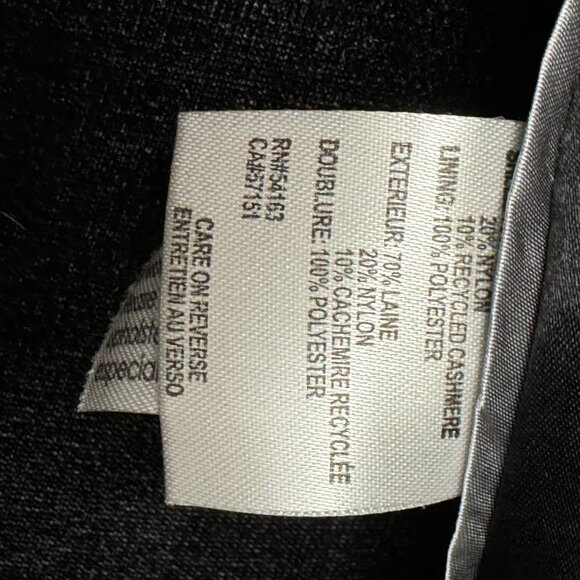 20% NYLON
10% RECYCLED CASHMERE
LINING: 100% POLYESTER
EXTERIEUR: 70% LAINE
20% NYLON
10% CACHEMIRE RECYCLÉE
DOUBLURE: 100% POLYESTER
RN#54163
CA#57151
CARE ON REVERSE
ENTRETIEN AU VERSO
especial